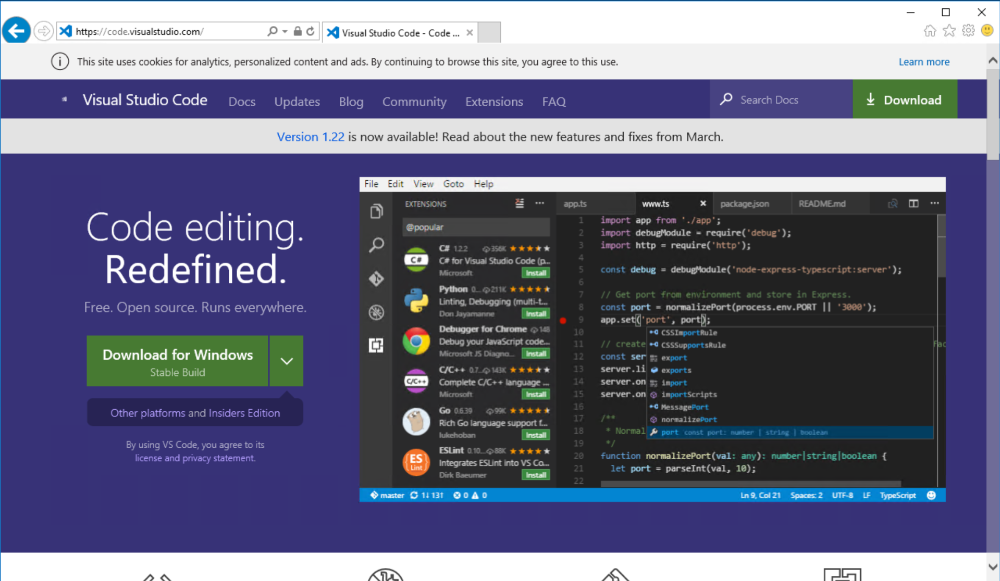 https://code.visualstudio.com/
Visual Studio Code - Code ...
This site uses cookies for analytics, personalized content and ads. By continuing to browse this site, you agree to this use.
Learn more
Visual Studio Code
Docs
Updates
Blog
Community
Extensions
FAQ
Search Docs
Download
Version 1.22 is now available! Read about the new features and fixes from March.
Code editing.
Redefined.
Free. Open source. Runs everywhere.
Download for Windows
Stable Build
Other platforms and Insiders Edition
By using VS Code, you agree to its
license and privacy statement.
File Edit View Goto Help
EXTENSIONS
@popular
C# 1.2.2 356K
C# for Visual Studio Code (p...
Microsoft Install
Python 0... 211K
Linting, Debugging (multi-t...
Don Jayamanne Install
Debugger for Chrome 148
Debug your JavaScript code...
Microsoft JS Diagno... Install
C/C++ 0.7... 143K
Complete C/C++ language ...
Microsoft Install
Go 0.6.39 99K
Rich Go language support f...
lukehoban Install
ESLint 0.10... 88K
Integrates ESLint into VS Co...
Dirk Baeumer Install
C#
C/C++
ES
Lint
app.ts www.ts package.json README.md
1 import app from './app';
2 import debugModule = require('debug');
3 import http = require('http');
4
5 const debug = debugModule('node-express-typescript:server');
6
7 // Get port from environment and store in Express.
8 const port = normalizePort(process.env.PORT || '3000');
9 app.set('port', port);
10
11 // create fac
12 const ser
13 server.li
14 server.on
15 server.on
16
17 /**
18 * Normal
19 */
20 function normalizePort(val: any): number|string|boolean {
21 let port = parseInt(val, 10);
22
CSSImportRule
CSSSupportsRule
export
exports
import
importScripts
MessagePort
normalizePort
port const port: number | string | boolean
master 1↓ 13↑ 0 0
Ln 9, Col 21 Spaces: 2 UTF-8 LF TypeScript